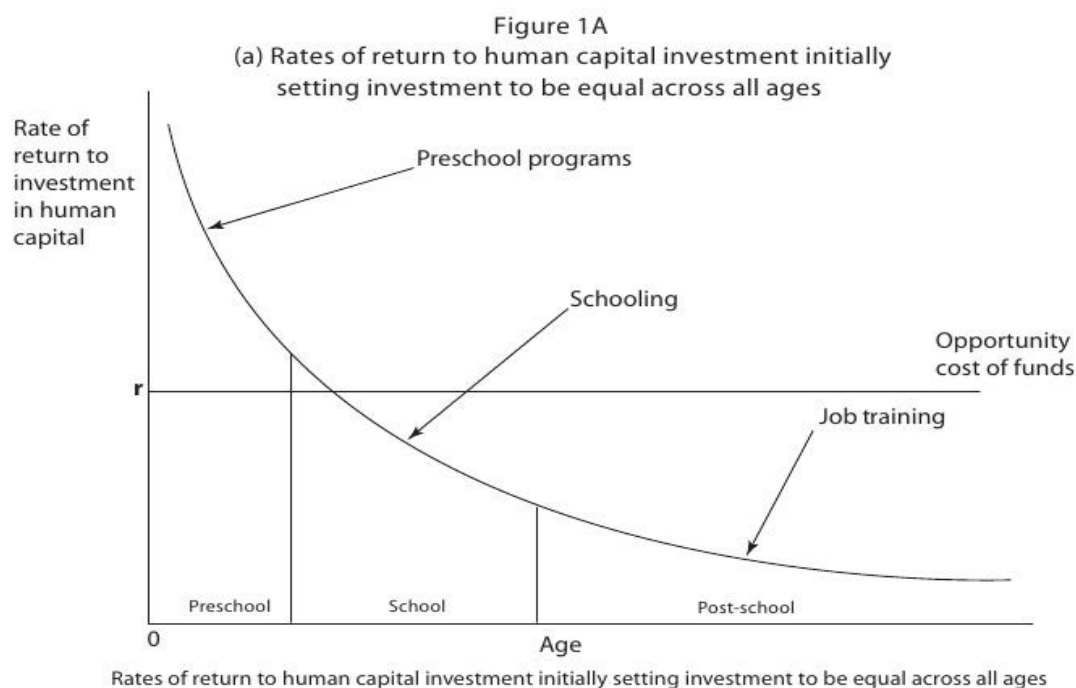 Figure 1A
(a) Rates of return to human capital investment initially
setting investment to be equal across all ages
Rate of
return to
investment
in human
capital
Preschool programs
Schooling
Opportunity
cost of funds
r
Job training
Preschool
School
Post-school
0
Age
Rates of return to human capital investment initially setting investment to be equal across all ages